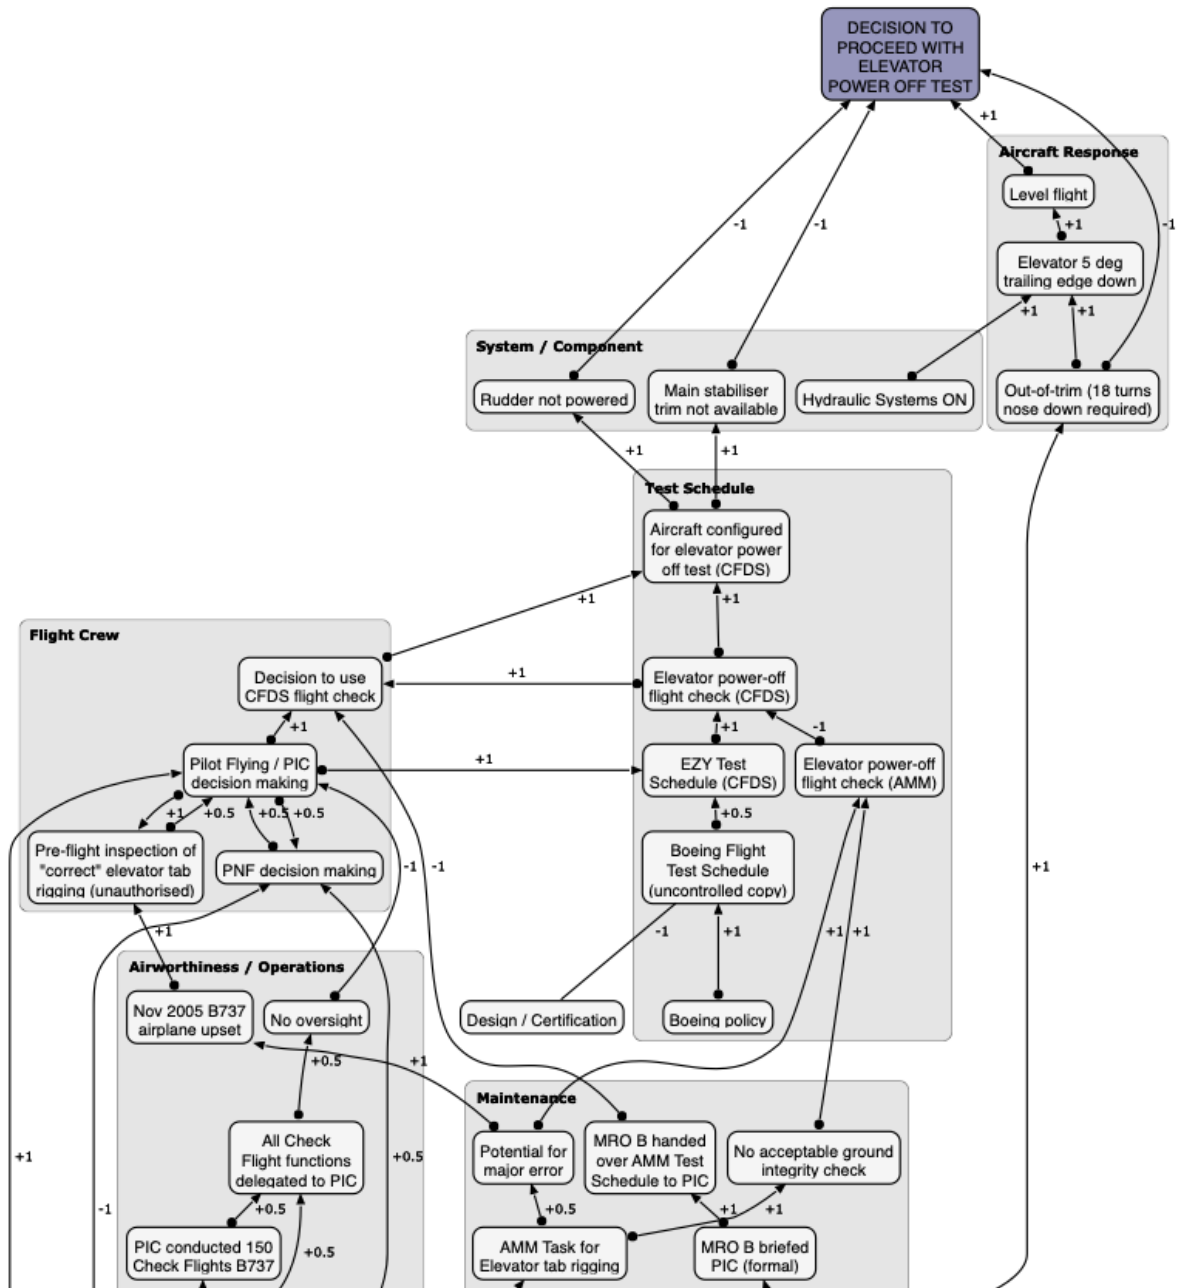 DECISION TO
PROCEED WITH
ELEVATOR
POWER OFF TEST
+1
Aircraft Response
Level flight
-1
-1
+1
-1
Elevator 5 deg
trailing edge down
+1
+1
System / Component
Rudder not powered
Main stabiliser
trim not available
Hydraulic Systems ON
Out-of-trim (18 turns
nose down required)
+1
+1
Test Schedule
Aircraft configured
for elevator power
off test (CFDS)
+1
+1
Flight Crew
Decision to use
CFDS flight check
+1
Elevator power-off
flight check (CFDS)
+1
+1
-1
Pilot Flying / PIC
decision making
+1
EZY Test
Schedule (CFDS)
Elevator power-off
flight check (AMM)
+1
+0.5
+0.5
+0.5
+0.5
Pre-flight inspection of
"correct" elevator tab
rigging (unauthorised)
PNF decision making
-1
-1
Boeing Flight
Test Schedule
(uncontrolled copy)
+1
+1
-1
+1
+1
+1
Airworthiness / Operations
Nov 2005 B737
airplane upset
No oversight
Design / Certification
Boeing policy
+0.5
+1
Maintenance
All Check
Flight functions
delegated to PIC
Potential for
major error
MRO B handed
over AMM Test
Schedule to PIC
No acceptable ground
integrity check
+1
+0.5
-1
+0.5
+0.5
+1
+1
PIC conducted 150
Check Flights B737
+0.5
AMM Task for
Elevator tab rigging
MRO B briefed
PIC (formal)